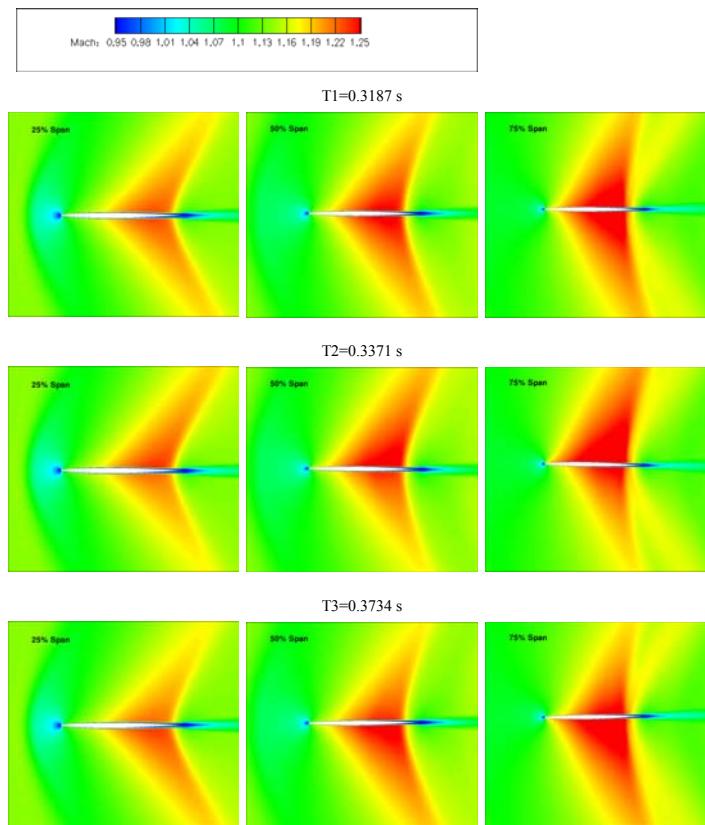 Mach: 0.95 0.98 1.01 1.04 1.07 1.1 1.13 1.16 1.19 1.22 1.25
T1=0.3187 s
25% Span 50% Span 75% Span
T2=0.3371 s
25% Span 50% Span 75% Span
T3=0.3734 s
25% Span 50% Span 75% Span